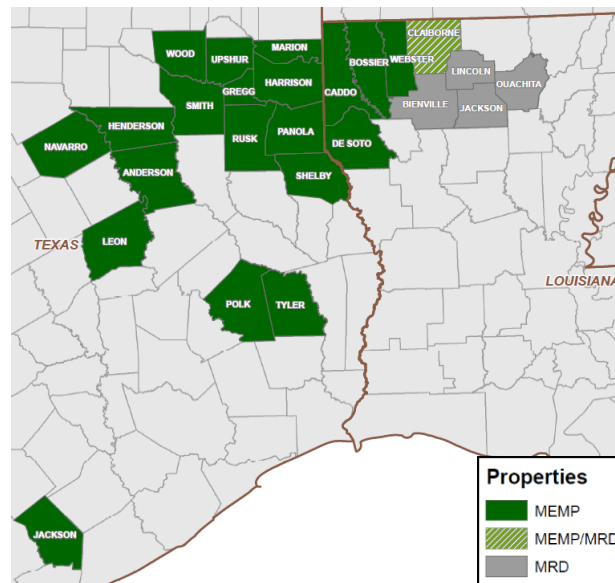 CLAIBORNE
WOOD
UPSHUR
MARION
BOSSIER
WEBSTER
LINCOLN
OUACHITA
GREGG
HARRISON
CADDO
SMITH
BIENVILLE
JACKSON
HENDERSON
RUSK
PANOLA
DE SOTO
NAVARRO
ANDERSON
SHELBY
TEXAS
LEON
LOUISIANA
POLK
TYLER
JACKSON
Properties
MEMP
MEMP/MRD
MRD